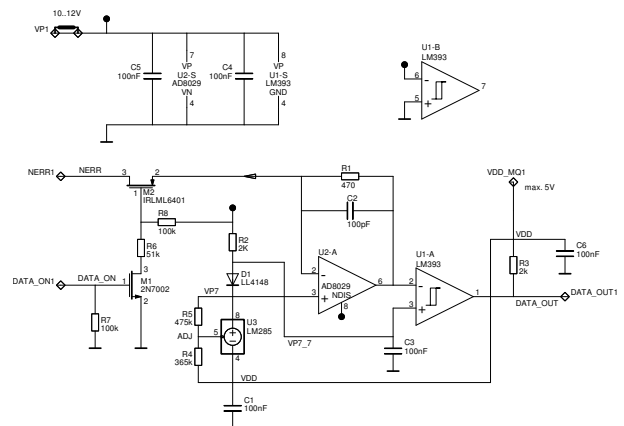 10..12V
VP1
C5
100nF
7
VP
U2-S
AD8029
VN
4
C4
100nF
8
VP
U1-S
LM393
GND
4
U1-B
LM393
6
5
7
NERR1
NERR
3
2
1
M2
IRLML6401
R8
100k
R6
51k
DATA_ON1
DATA_ON
1
3
M1
2N7002
2
R7
100k
R2
2K
D1
LL4148
VP7
R5
475k
ADJ
5
8
U3
LM285
4
R4
365k
C1
100nF
VP7_7
VDD
R1
470
C2
100pF
U2-A
2
3
AD8029
NDIS
8
6
U1-A
LM393
2
3
1
C3
100nF
VDD_MQ1
max. 5V
VDD
R3
2k
C6
100nF
DATA_OUT
DATA_OUT1